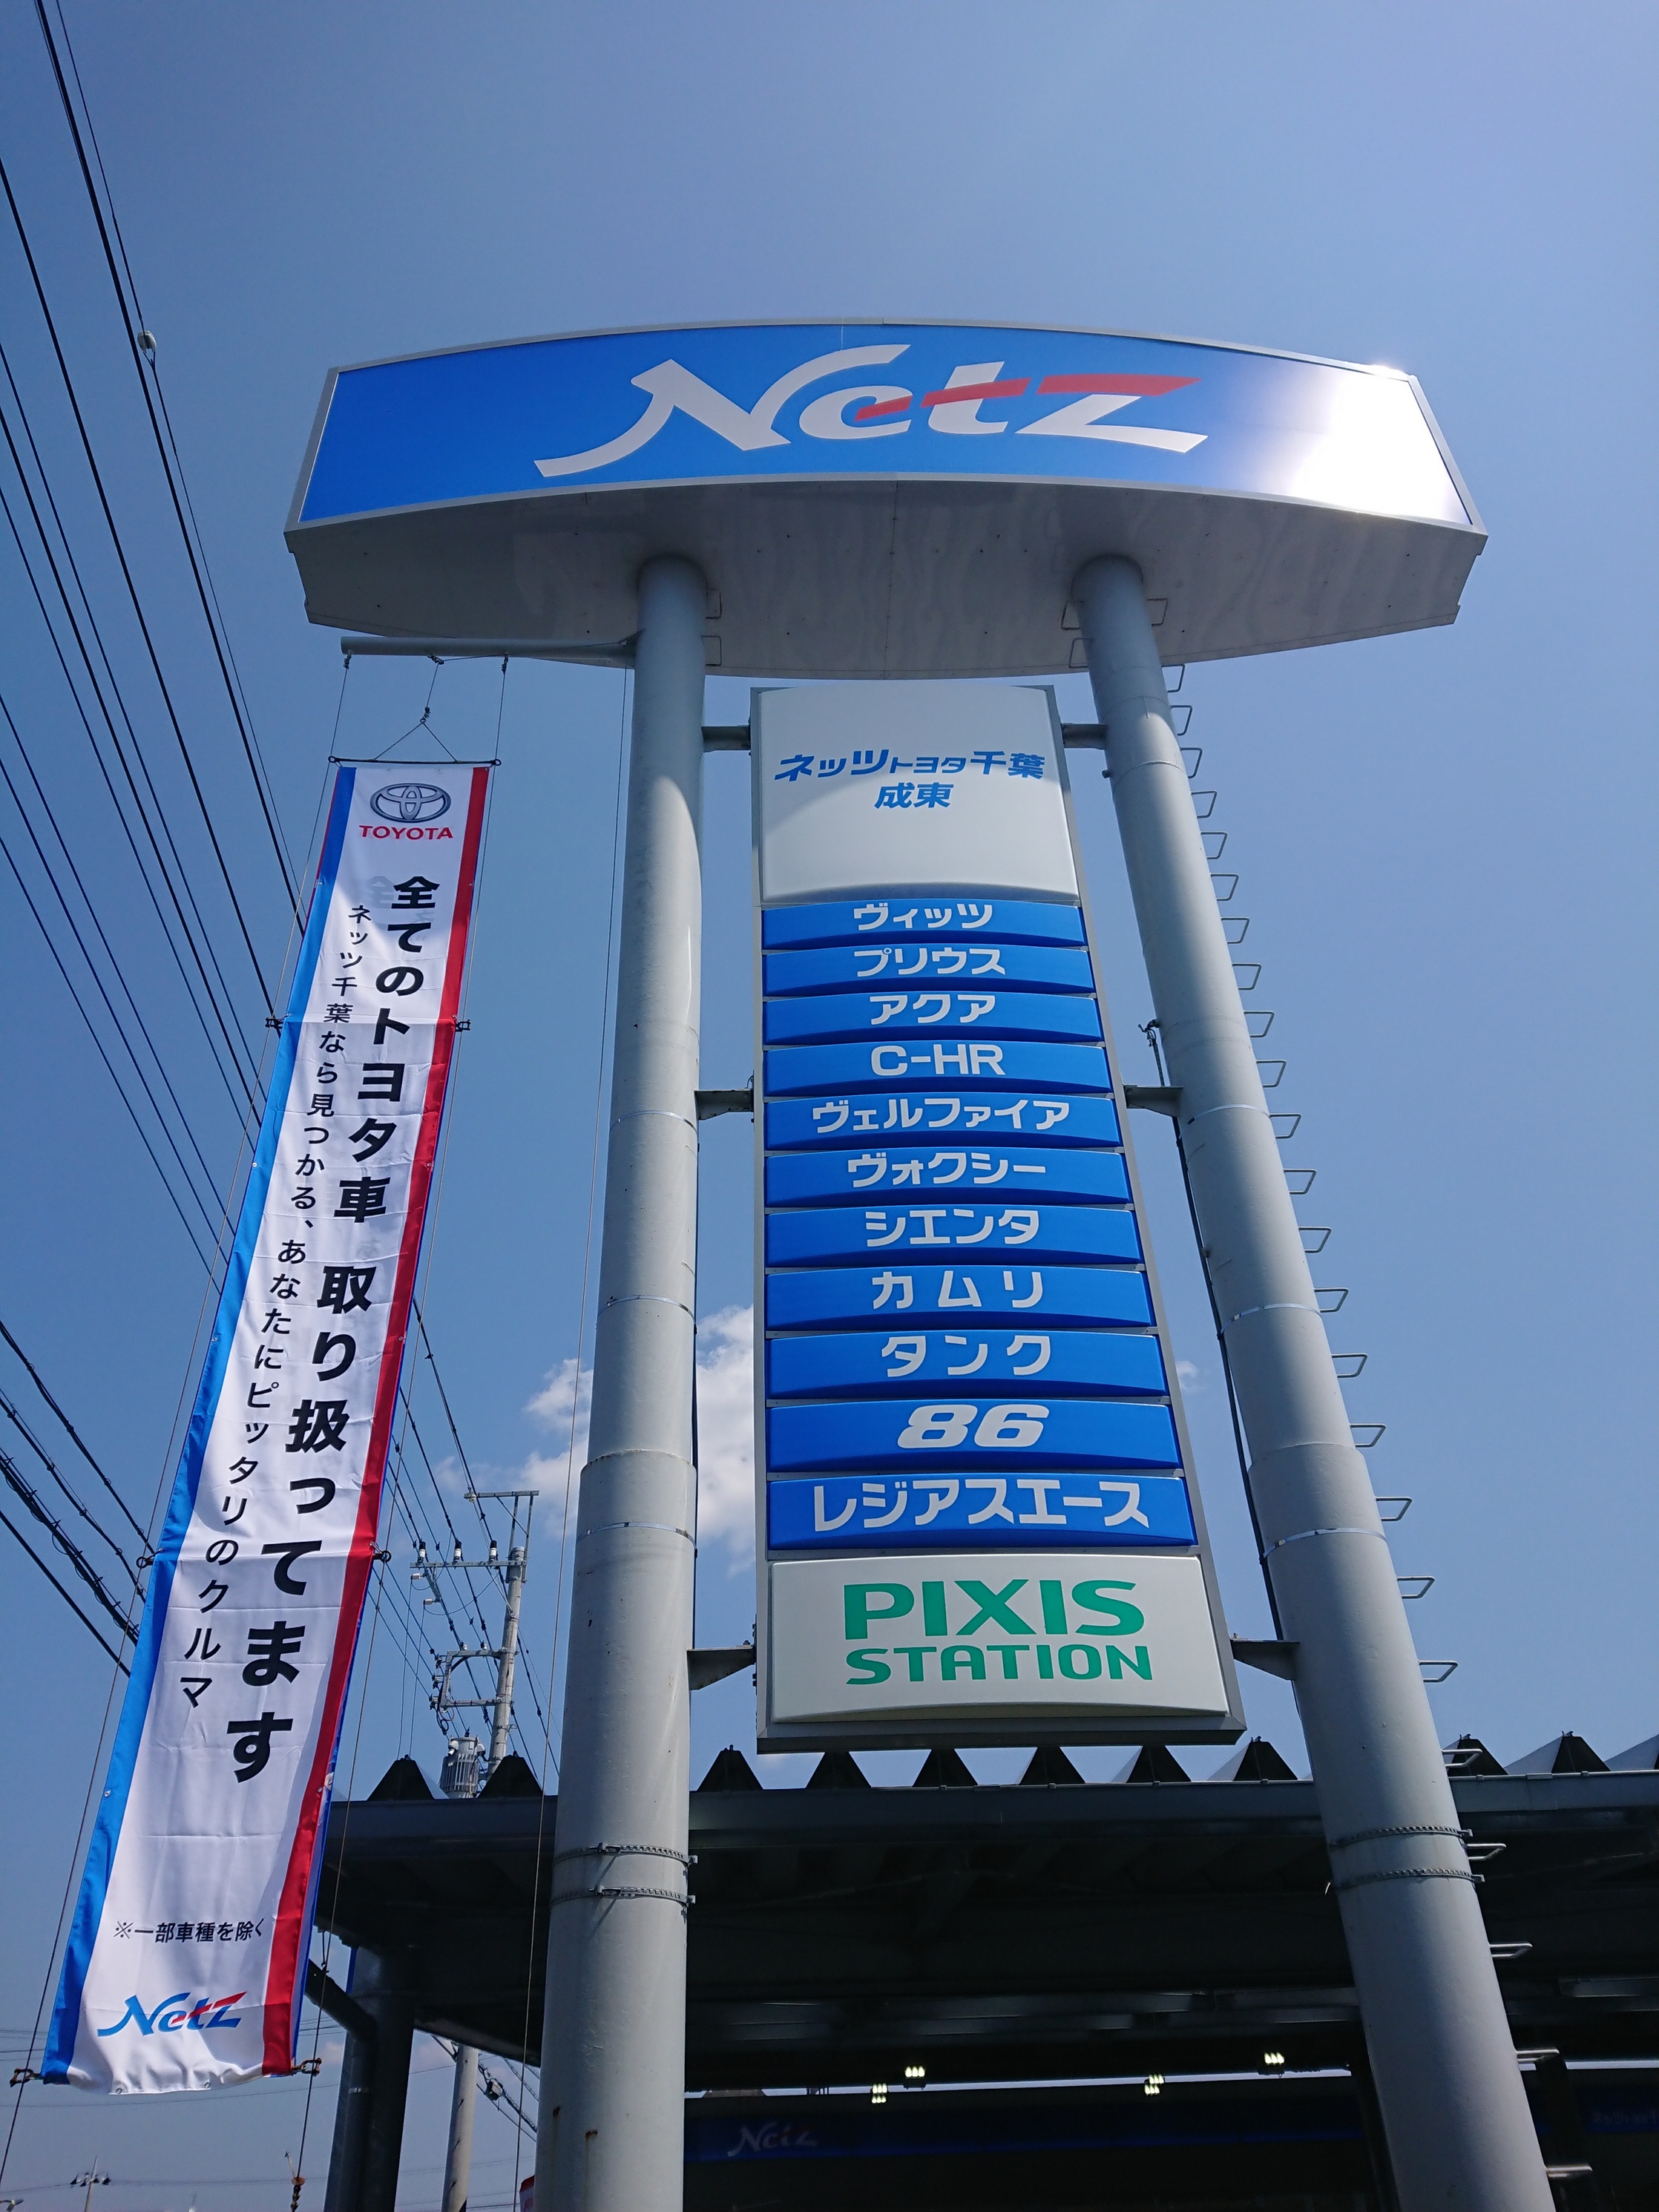 Netz
ネッツトヨタ千葉
成東
ヴィッツ
プリウス
アクア
C-HR
ヴェルファイア
ヴォクシー
シエンタ
カムリ
タンク
86
レジアスエース
PIXIS
STATION
TOYOTA
全てのトヨタ車 取り扱ってます
ネッツ千葉なら見つかる、あなたにピッタリのクルマ
※一部車種を除く
Netz
Netz